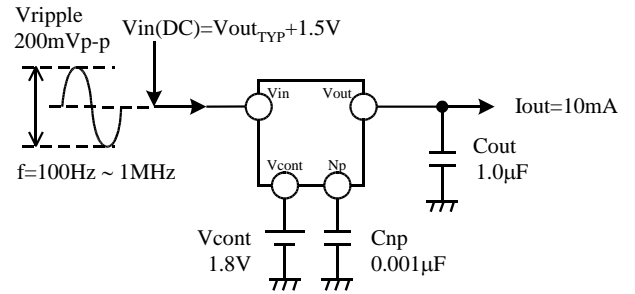 Vripple
200mVp-p
Vin(DC)=VoutTYP+1.5V
f=100Hz ~ 1MHz
Vin
Vout
Iout=10mA
Cout
1.0μF
Vcont
Np
Vcont
1.8V
Cnp
0.001μF